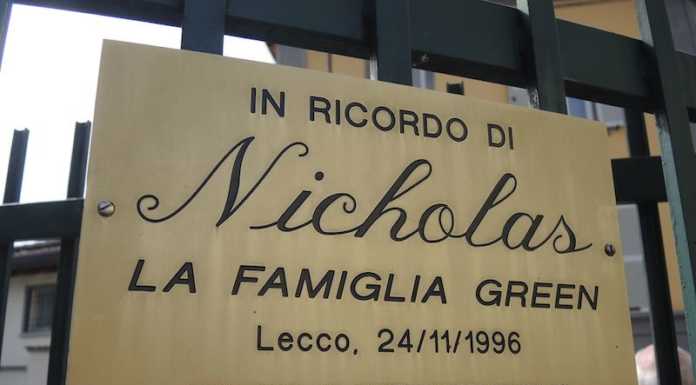 IN RICORDO DI
Nicholas
LA FAMIGLIA GREEN
Lecco, 24/11/1996